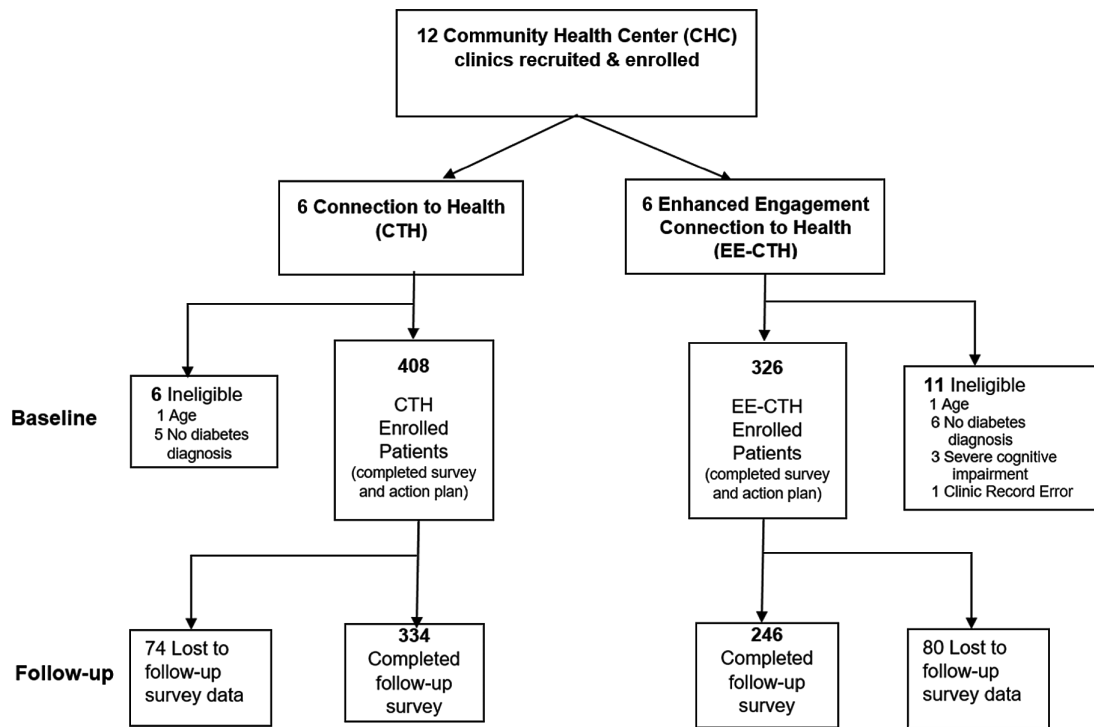 12 Community Health Center (CHC)
clinics recruited & enrolled
6 Connection to Health
(CTH)
6 Enhanced Engagement
Connection to Health
(EE-CTH)
Baseline
6 Ineligible
1 Age
5 No diabetes
diagnosis
408
CTH
Enrolled
Patients
(completed survey
and action plan)
326
EE-CTH
Enrolled
Patients
(completed survey
and action plan)
11 Ineligible
1 Age
6 No diabetes
diagnosis
3 Severe cognitive
impairment
1 Clinic Record Error
Follow-up
74 Lost to
follow-up
survey data
334
Completed
follow-up
survey
246
Completed
follow-up
survey
80 Lost to
follow-up
survey data